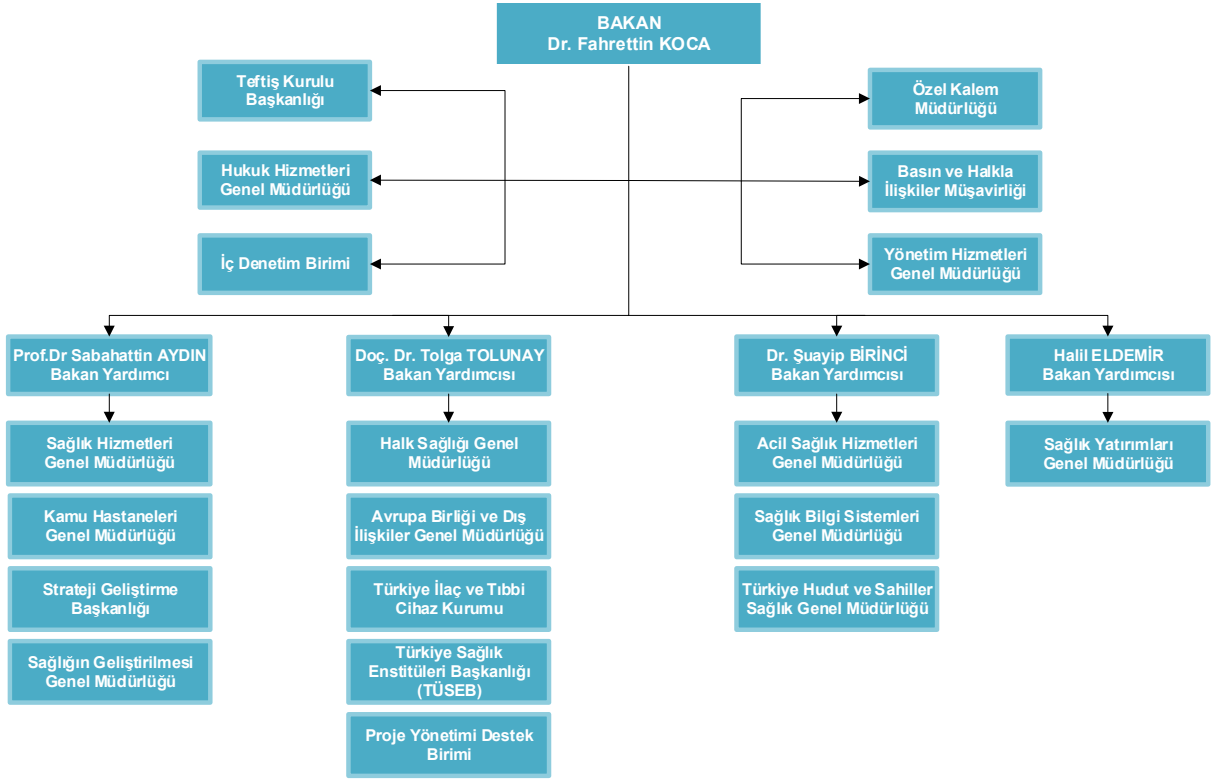 BAKAN
Dr. Fahrettin KOCA
Teftiş Kurulu
Başkanlığı
Özel Kalem
Müdürlüğü
Hukuk Hizmetleri
Genel Müdürlüğü
Basın ve Halkla
İlişkiler Müşavirliği
İç Denetim Birimi
Yönetim Hizmetleri
Genel Müdürlüğü
Prof.Dr Sabahattin AYDIN
Bakan Yardımcı
Doç. Dr. Tolga TOLUNAY
Bakan Yardımcısı
Dr. Şuayip BİRİNCİ
Bakan Yardımcısı
Halil ELDEMİR
Bakan Yardımcısı
Sağlık Hizmetleri
Genel Müdürlüğü
Kamu Hastaneleri
Genel Müdürlüğü
Strateji Geliştirme
Başkanlığı
Sağlığın Geliştirilmesi
Genel Müdürlüğü
Halk Sağlığı Genel
Müdürlüğü
Avrupa Birliği ve Dış
İlişkiler Genel Müdürlüğü
Türkiye İlaç ve Tıbbi
Cihaz Kurumu
Türkiye Sağlık
Enstitüleri Başkanlığı
(TÜSEB)
Proje Yönetimi Destek
Birimi
Acil Sağlık Hizmetleri
Genel Müdürlüğü
Sağlık Bilgi Sistemleri
Genel Müdürlüğü
Türkiye Hudut ve Sahiller
Sağlık Genel Müdürlüğü
Sağlık Yatırımları
Genel Müdürlüğü